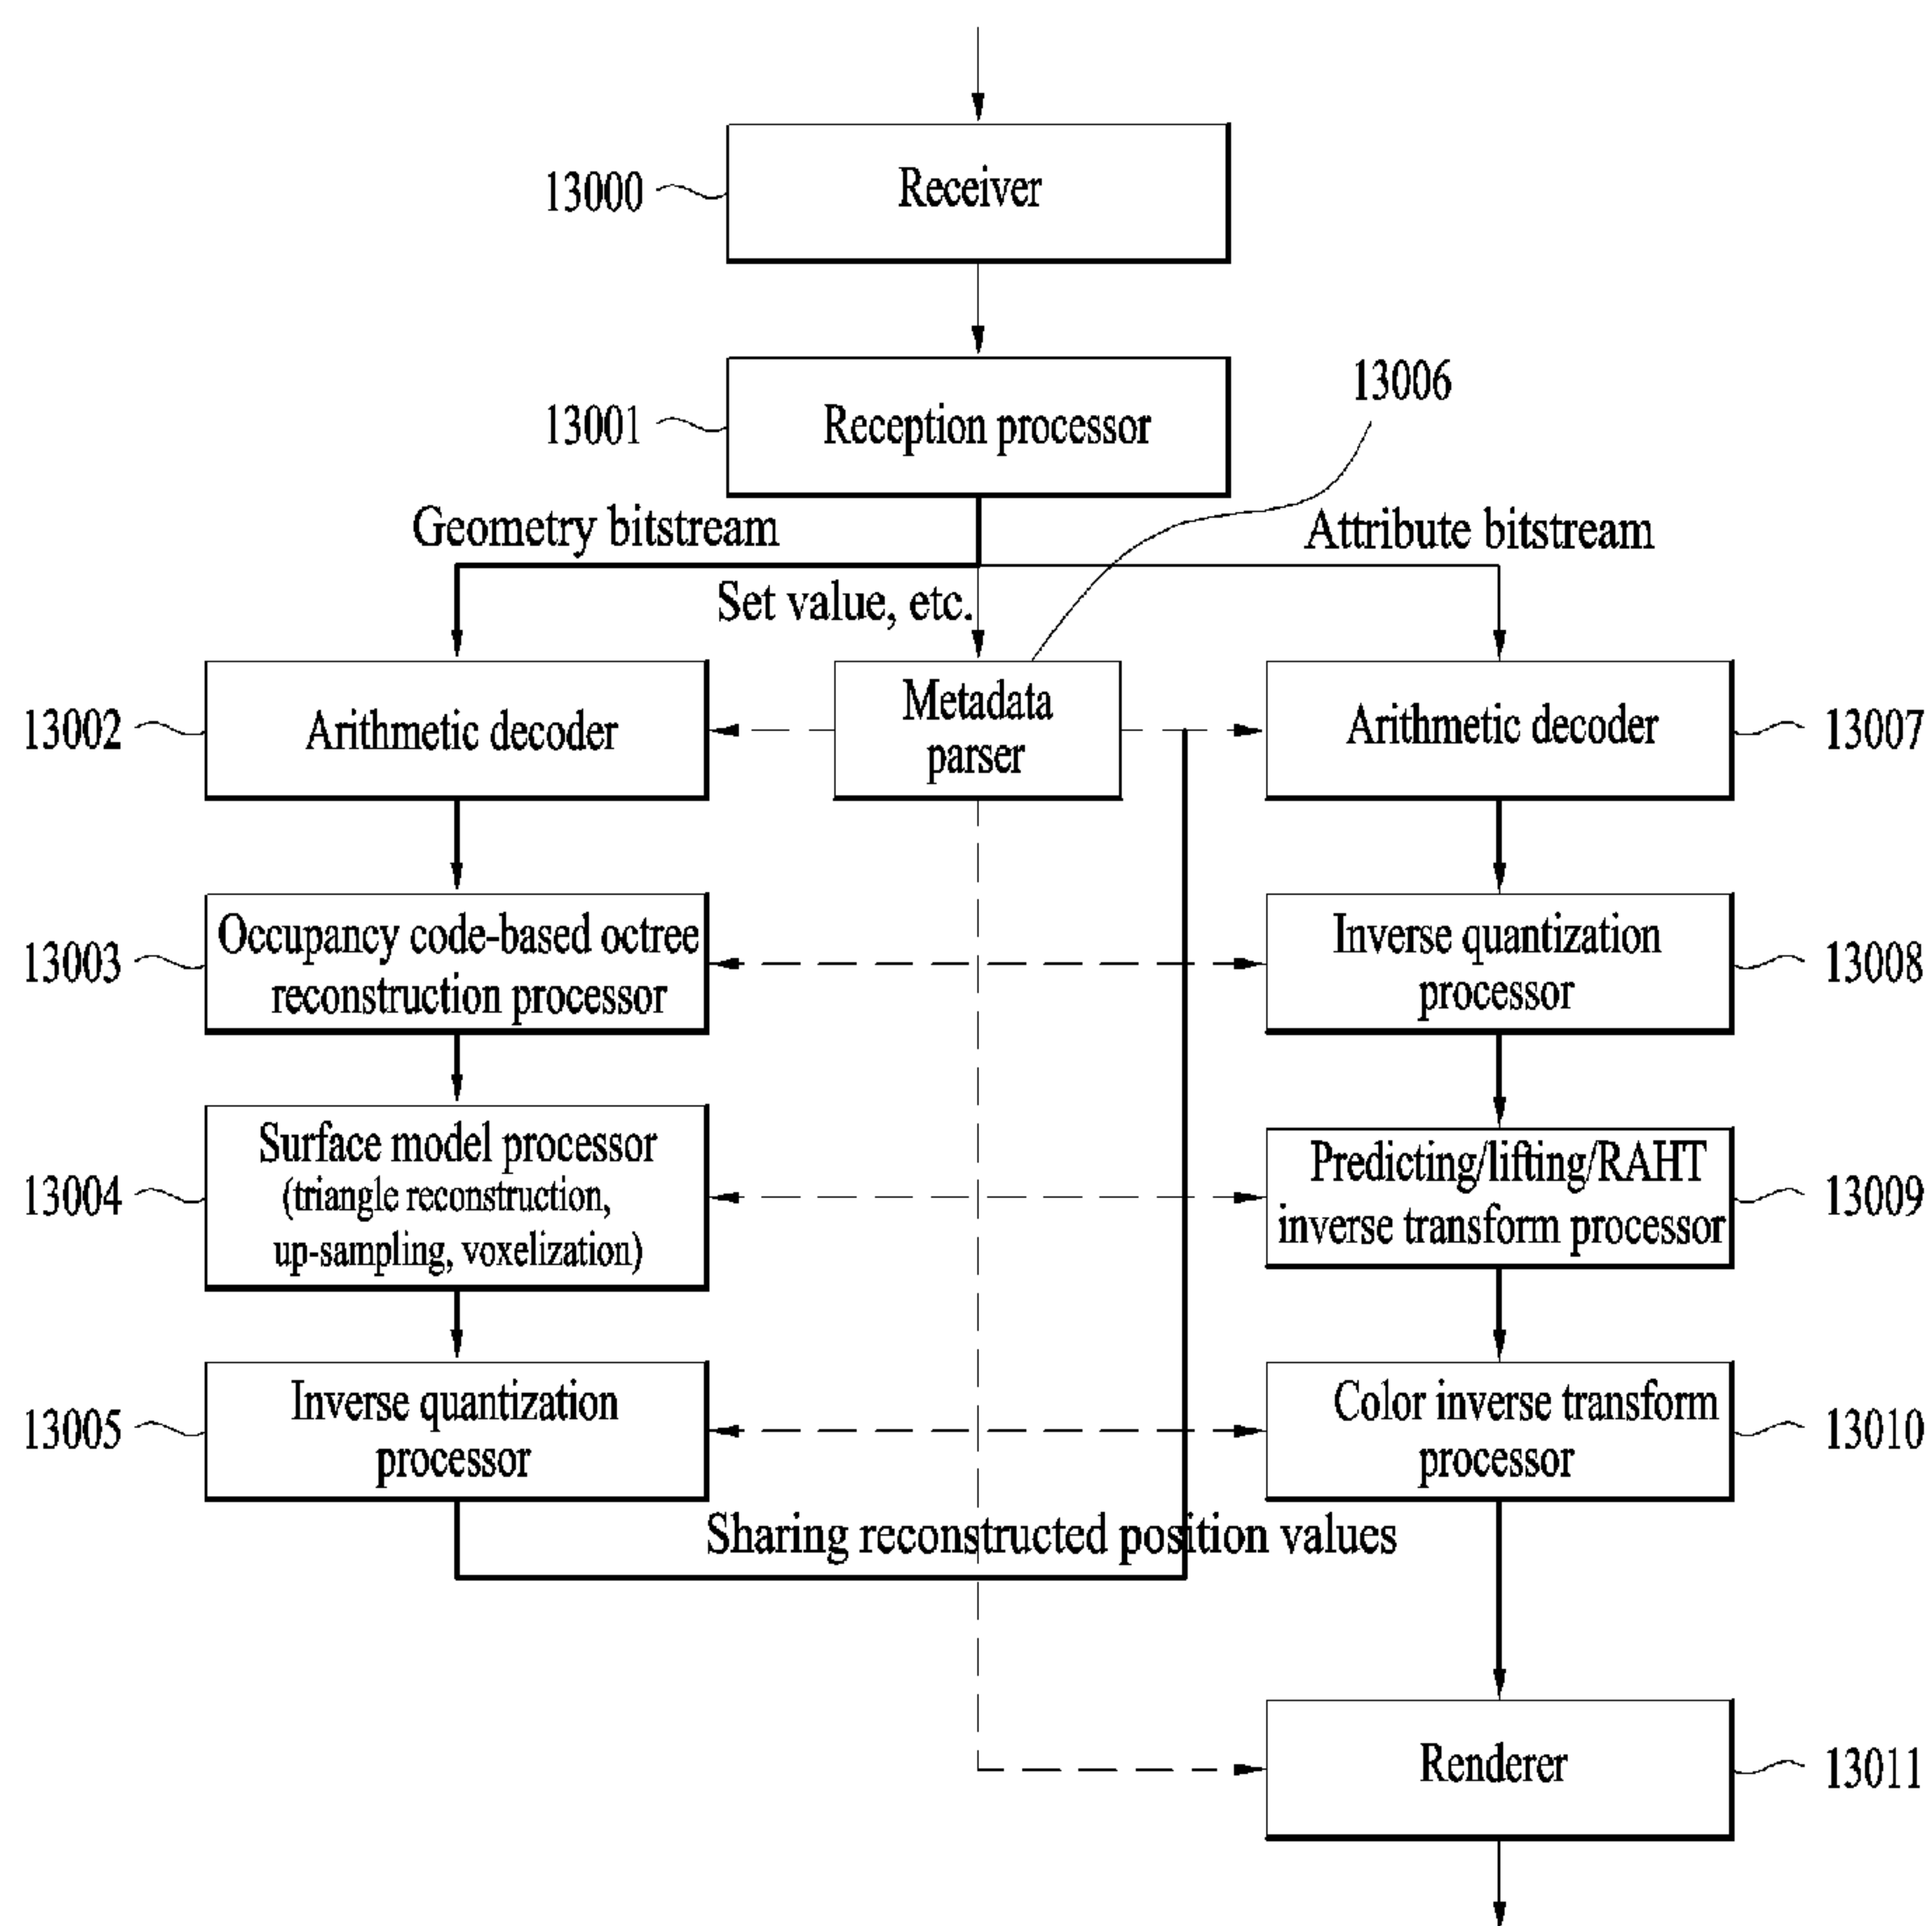 13000
Receiver
13001
Reception processor
13006
Geometry bitstream
Attribute bitstream
Set value, etc.
13002
Arithmetic decoder
Metadata
parser
Arithmetic decoder
13007
13003
Occupancy code-based octree
reconstruction processor
Inverse quantization
processor
13008
13004
Surface model processor
(triangle reconstruction,
up-sampling, voxelization)
Predicting/lifting/RAHT
inverse transform processor
13009
13005
Inverse quantization
processor
Color inverse transform
processor
13010
Sharing reconstructed position values
Renderer
13011